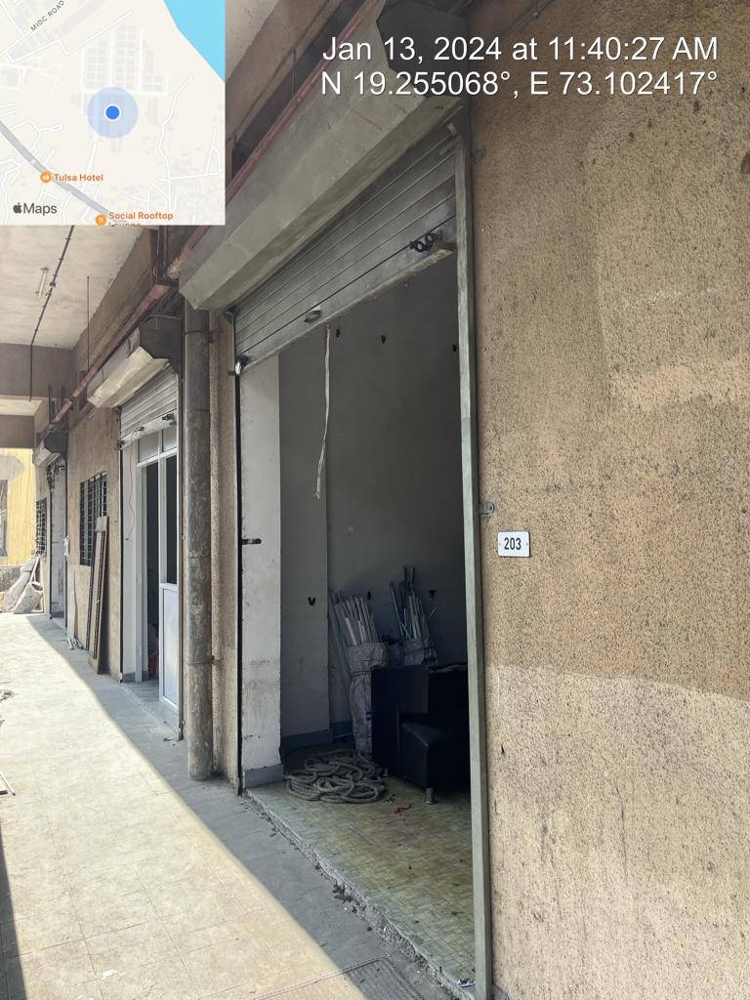 MIDC ROAD
Tulsa Hotel
Maps
Social Rooftop
Lounge
Jan 13, 2024 at 11:40:27 AM
N 19.255068°, E 73.102417°
203